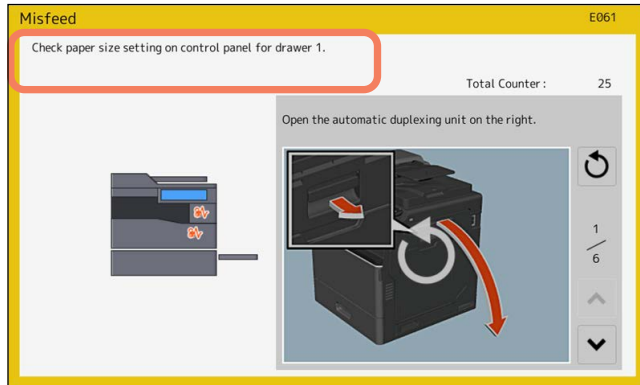 Misfeed
E061
Check paper size setting on control panel for drawer 1.
Total Counter : 25
Open the automatic duplexing unit on the right.
1
6